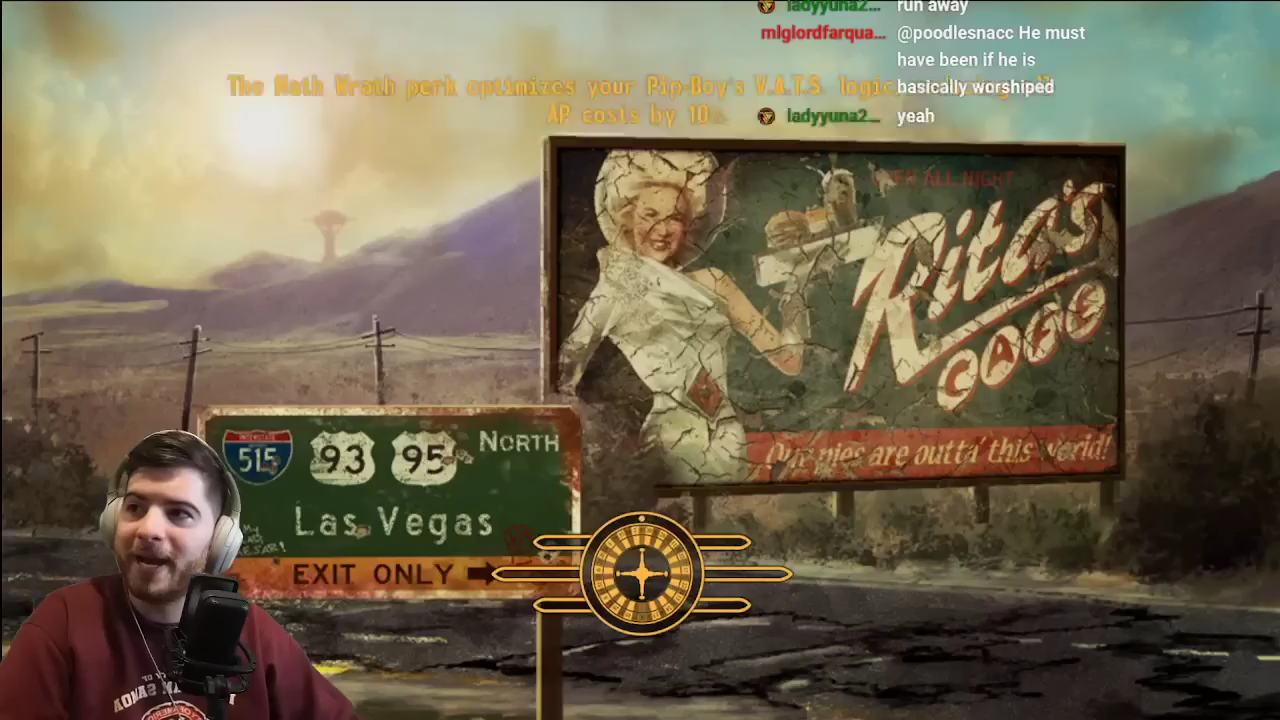 ladyyuna2... run away
mlglordfarqua... @poodlesnacc He must
have been if he is
basically worshiped
ladyyuna2... yeah
The Math Wrath perk optimizes your Pip-Boy's V.A.T.S. logic,
AP costs by 10%.
OPEN ALL NIGHT
Rita's
CAFE
Our pies are outta' this world!
INTERSTATE
515 93 95 NORTH
Las Vegas
EXIT ONLY